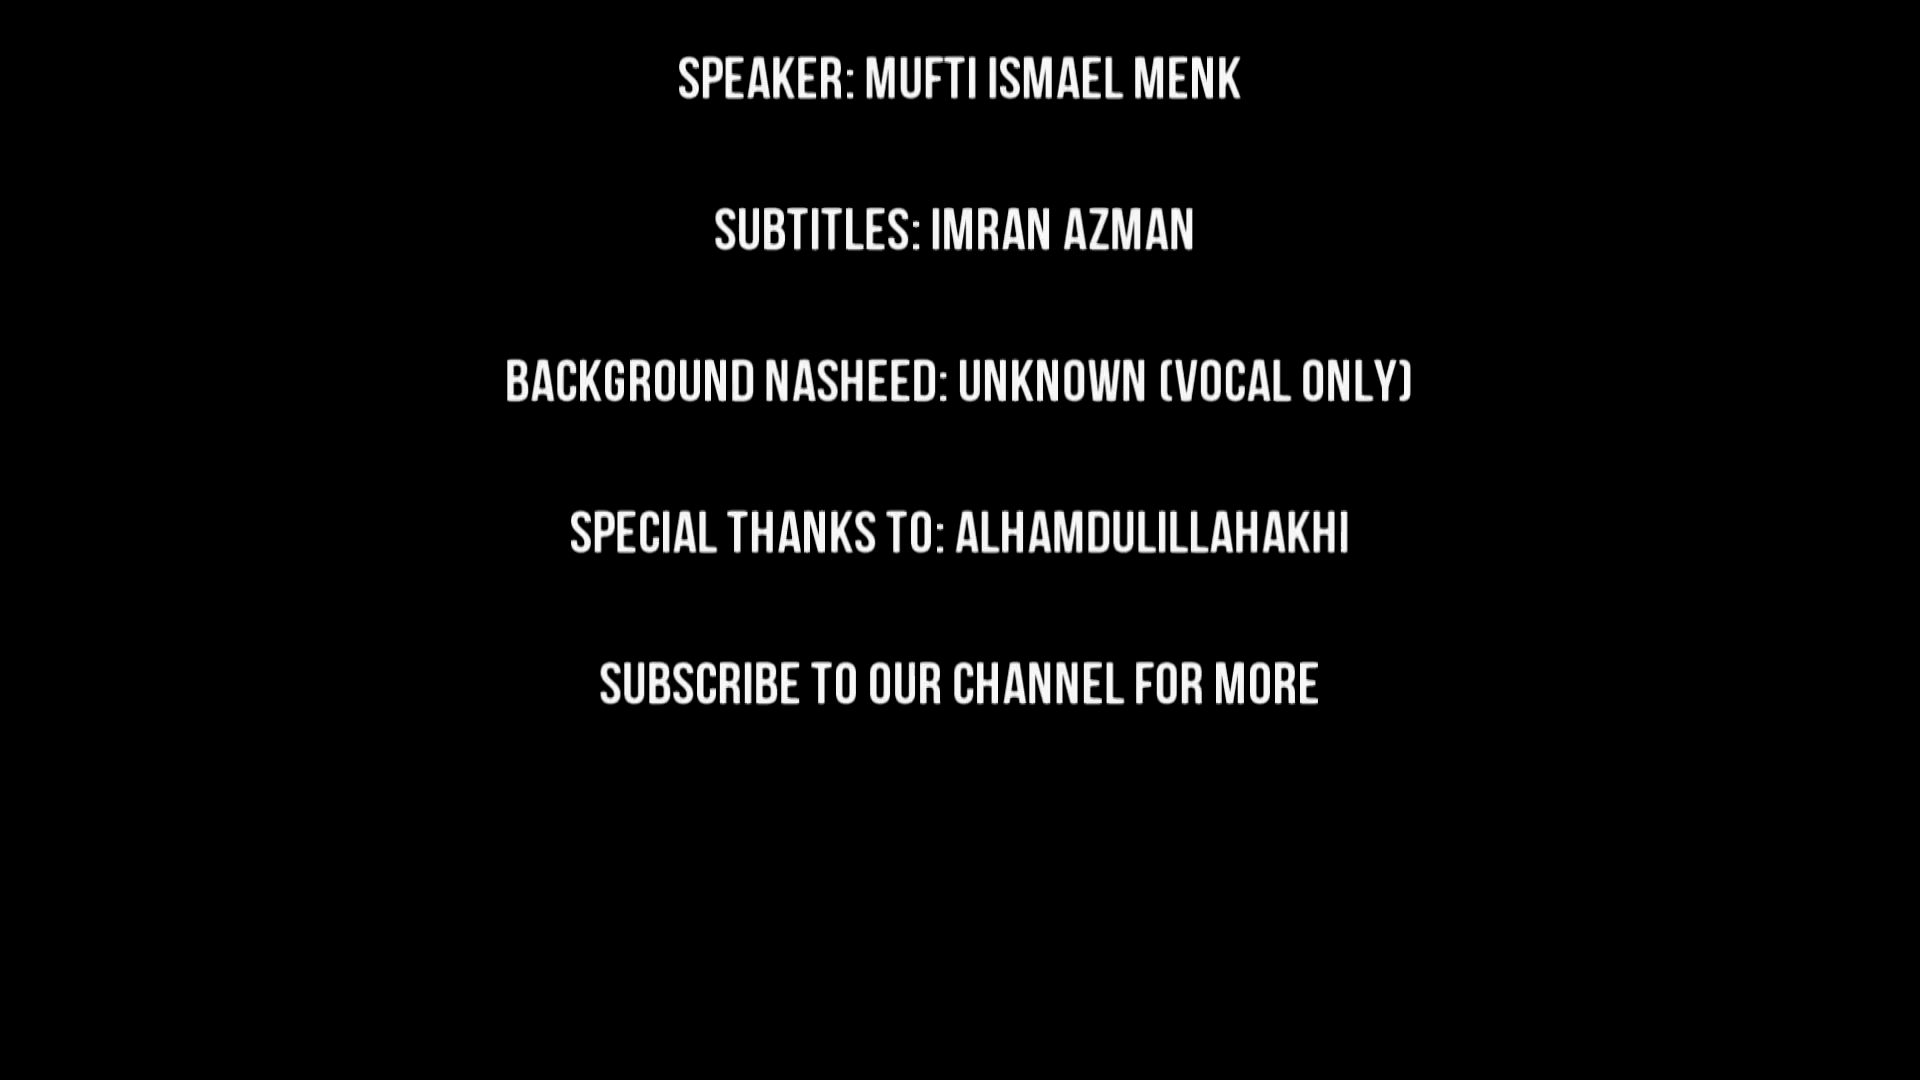 SPEAKER: MUFTI ISMAEL MENK
SUBTITLES: IMRAN AZMAN
BACKGROUND NASHEED: UNKNOWN (VOCAL ONLY)
SPECIAL THANKS TO: ALHAMDULILLAHAKHI
SUBSCRIBE TO OUR CHANNEL FOR MORE